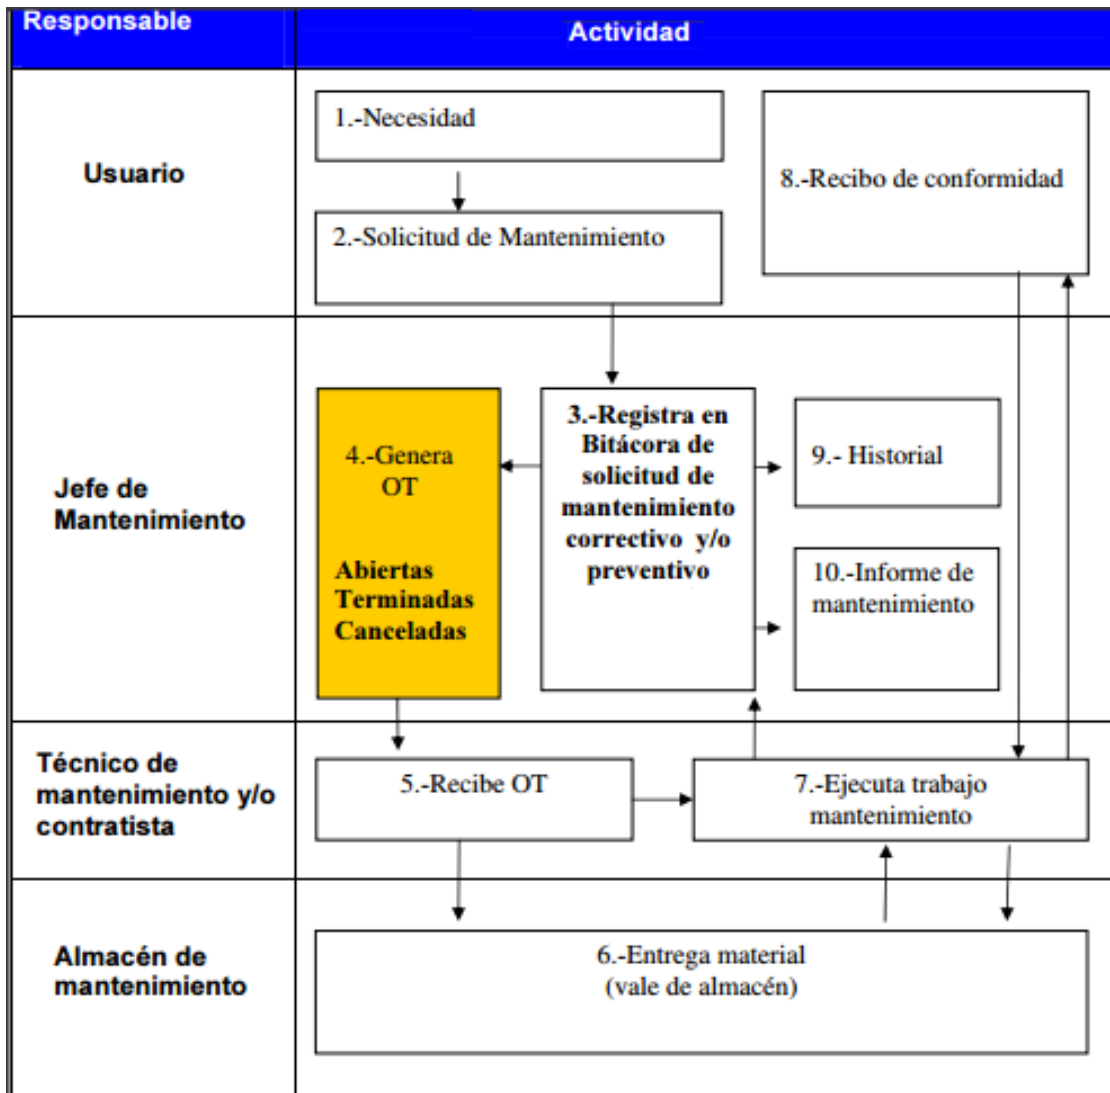 Responsable
Actividad
Usuario
1.-Necesidad
2.-Solicitud de Mantenimiento
8.-Recibo de conformidad
Jefe de
Mantenimiento
4.-Genera
OT
Abiertas
Terminadas
Canceladas
3.-Registra en
Bitácora de
solicitud de
mantenimiento
correctivo y/o
preventivo
9.- Historial
10.-Informe de
mantenimiento
Técnico de
mantenimiento y/o
contratista
5.-Recibe OT
7.-Ejecuta trabajo
mantenimiento
Almacén de
mantenimiento
6.-Entrega material
(vale de almacén)